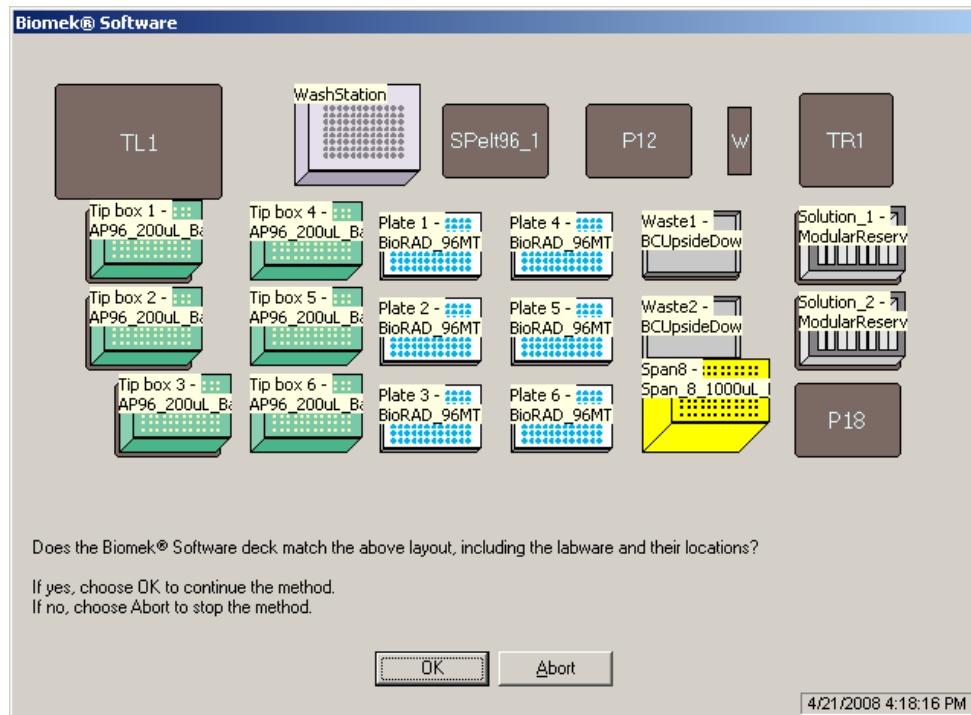 Biomek® Software
TL1
WashStation
SPelt96_1
P12
W
TR1
Tip box 1 -
AP96_200uL_Ba
Tip box 4 -
AP96_200uL_Ba
Plate 1 -
BioRAD_96MT
Plate 4 -
BioRAD_96MT
Waste1 -
BCUpsideDow
Solution_1 -
ModularReserv
Tip box 2 -
AP96_200uL_Ba
Tip box 5 -
AP96_200uL_Ba
Plate 2 -
BioRAD_96MT
Plate 5 -
BioRAD_96MT
Waste2 -
BCUpsideDow
Solution_2 -
ModularReserv
Tip box 3 -
AP96_200uL_Ba
Tip box 6 -
AP96_200uL_Ba
Plate 3 -
BioRAD_96MT
Plate 6 -
BioRAD_96MT
Span8 -
Span_8_1000uL_
P18
Does the Biomek® Software deck match the above layout, including the labware and their locations?
If yes, choose OK to continue the method.
If no, choose Abort to stop the method.
OK
Abort
4/21/2008 4:18:16 PM